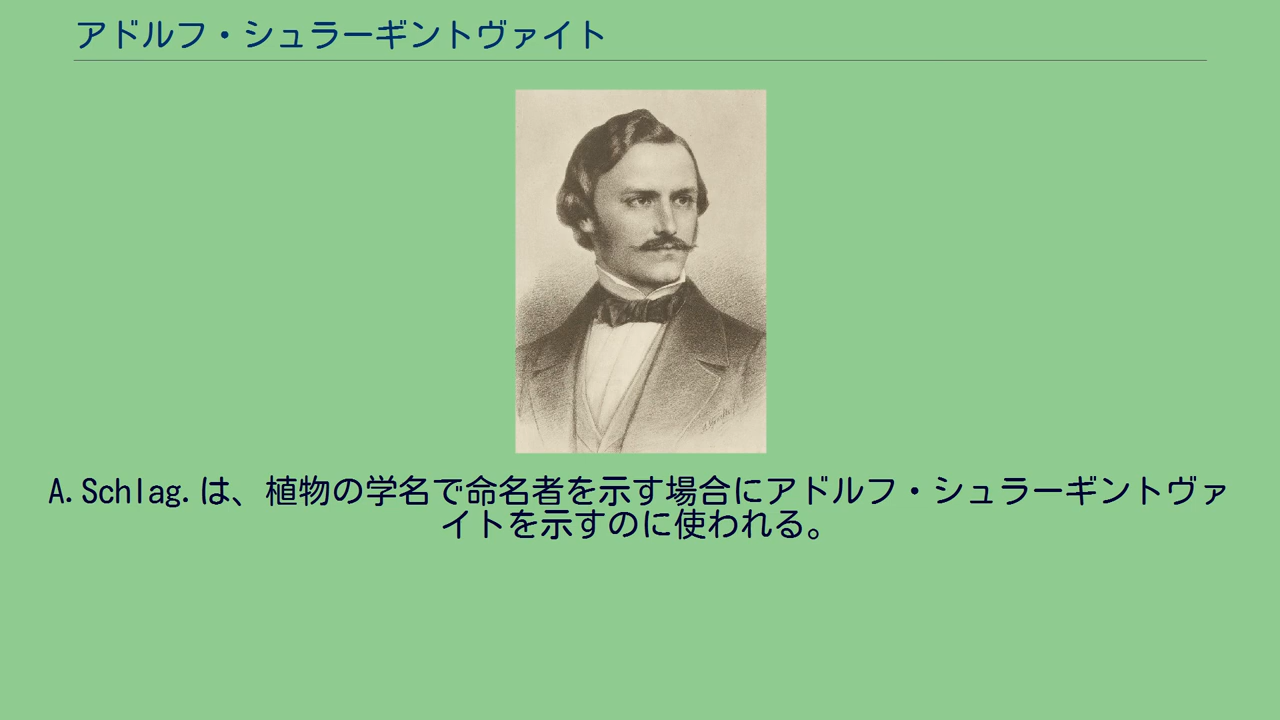 アドルフ・シュラーギントヴァイト
A.Schlag.は、植物の学名で命名者を示す場合にアドルフ・シュラーギントヴァ
イトを示すのに使われる。